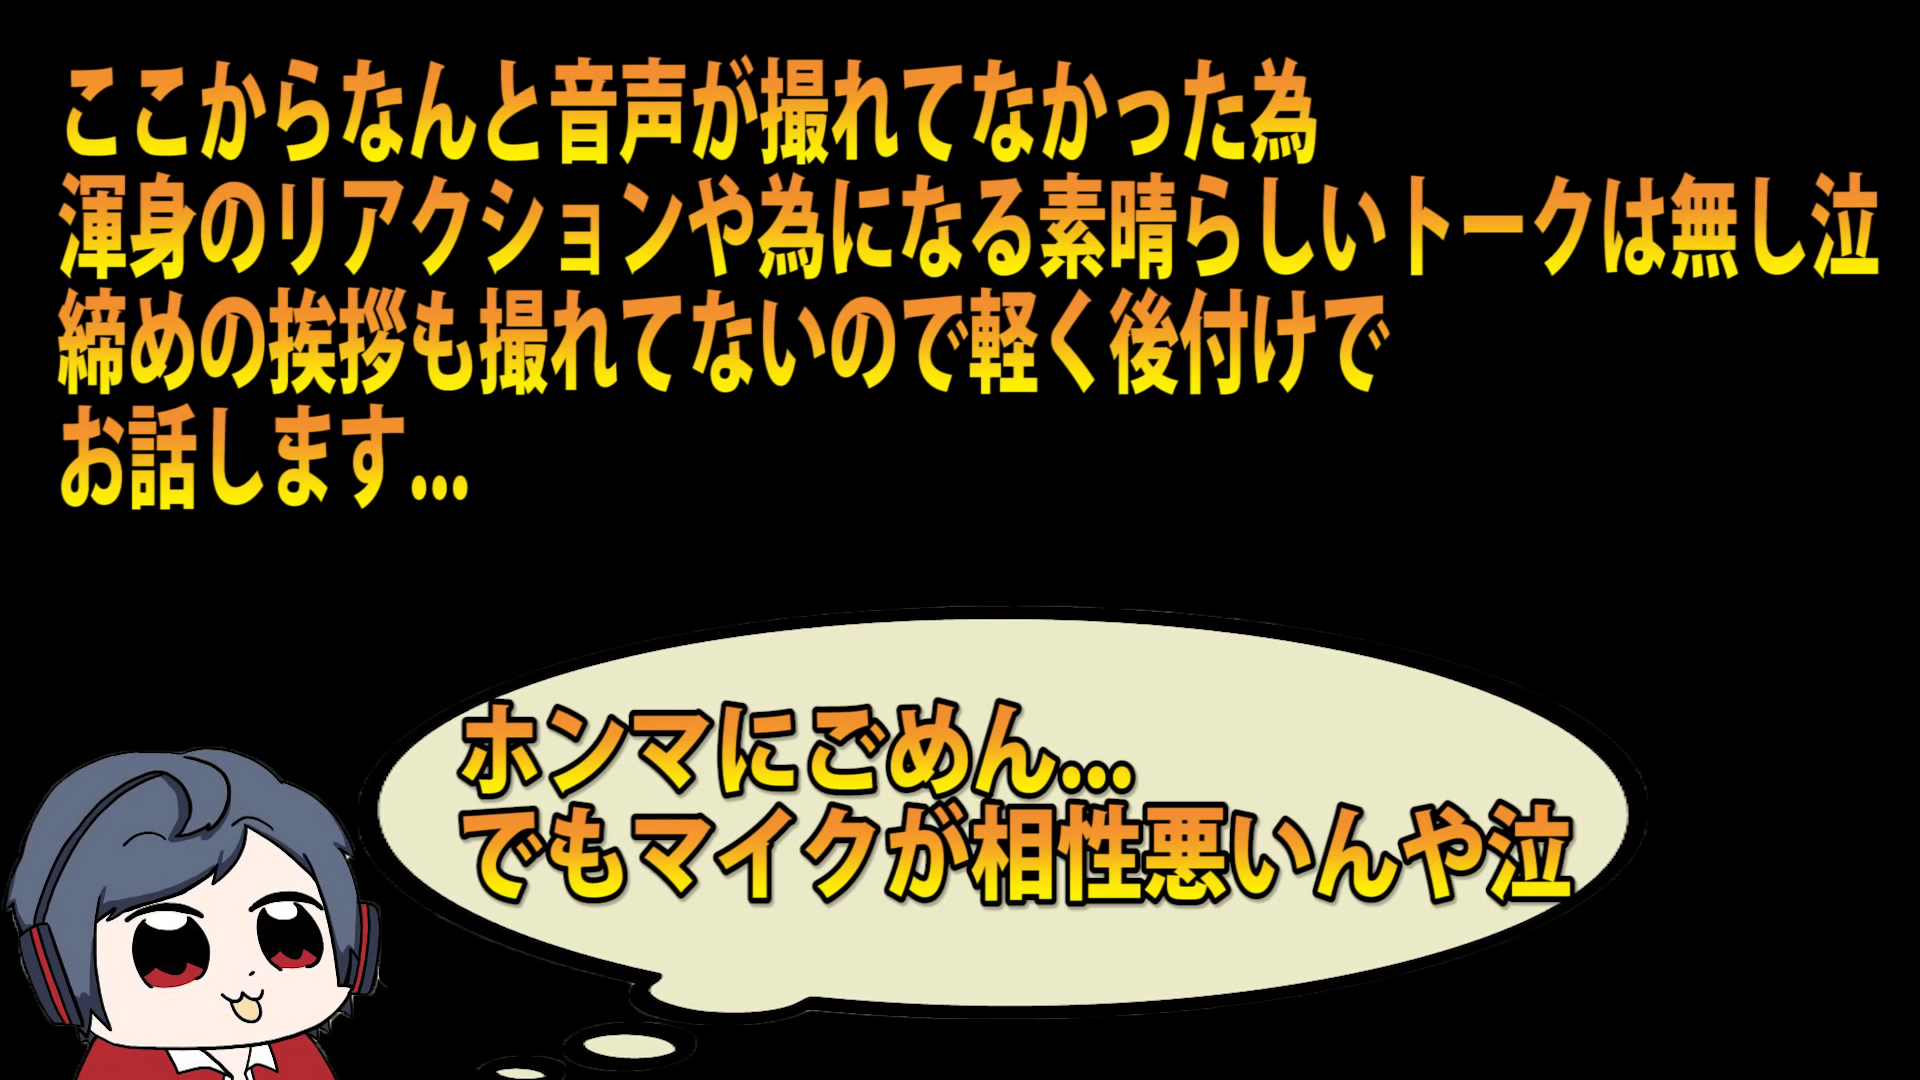 ここからなんと音声が撮れてなかった為
渾身のリアクションや為になる素晴らしいトークは無し泣
締めの挨拶も撮れてないので軽く後付けで
お話します...
ホンマにごめん...
でもマイクが相性悪いんや泣